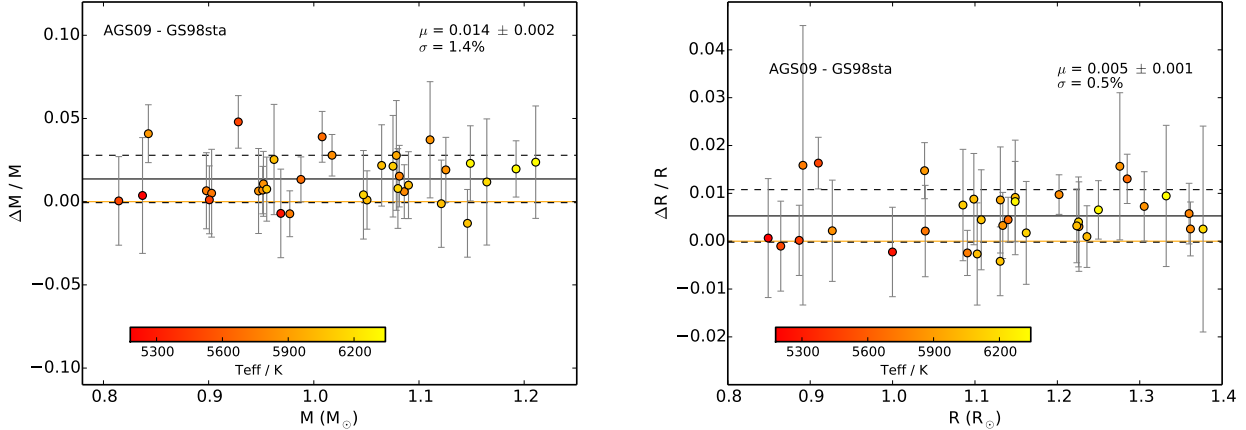 0.10
0.05
0.00
−0.05
−0.10
ΔM / M
AGS09 - GS98sta
μ = 0.014 ± 0.002
σ = 1.4%
5300 5600 5900 6200
Teff / K
0.8 0.9 1.0 1.1 1.2
M (M☉)
0.05
0.04
0.03
0.02
0.01
0.00
−0.01
−0.02
−0.03
ΔR / R
AGS09 - GS98sta
μ = 0.005 ± 0.001
σ = 0.5%
5300 5600 5900 6200
Teff / K
0.8 0.9 1.0 1.1 1.2 1.3 1.4
R (R☉)